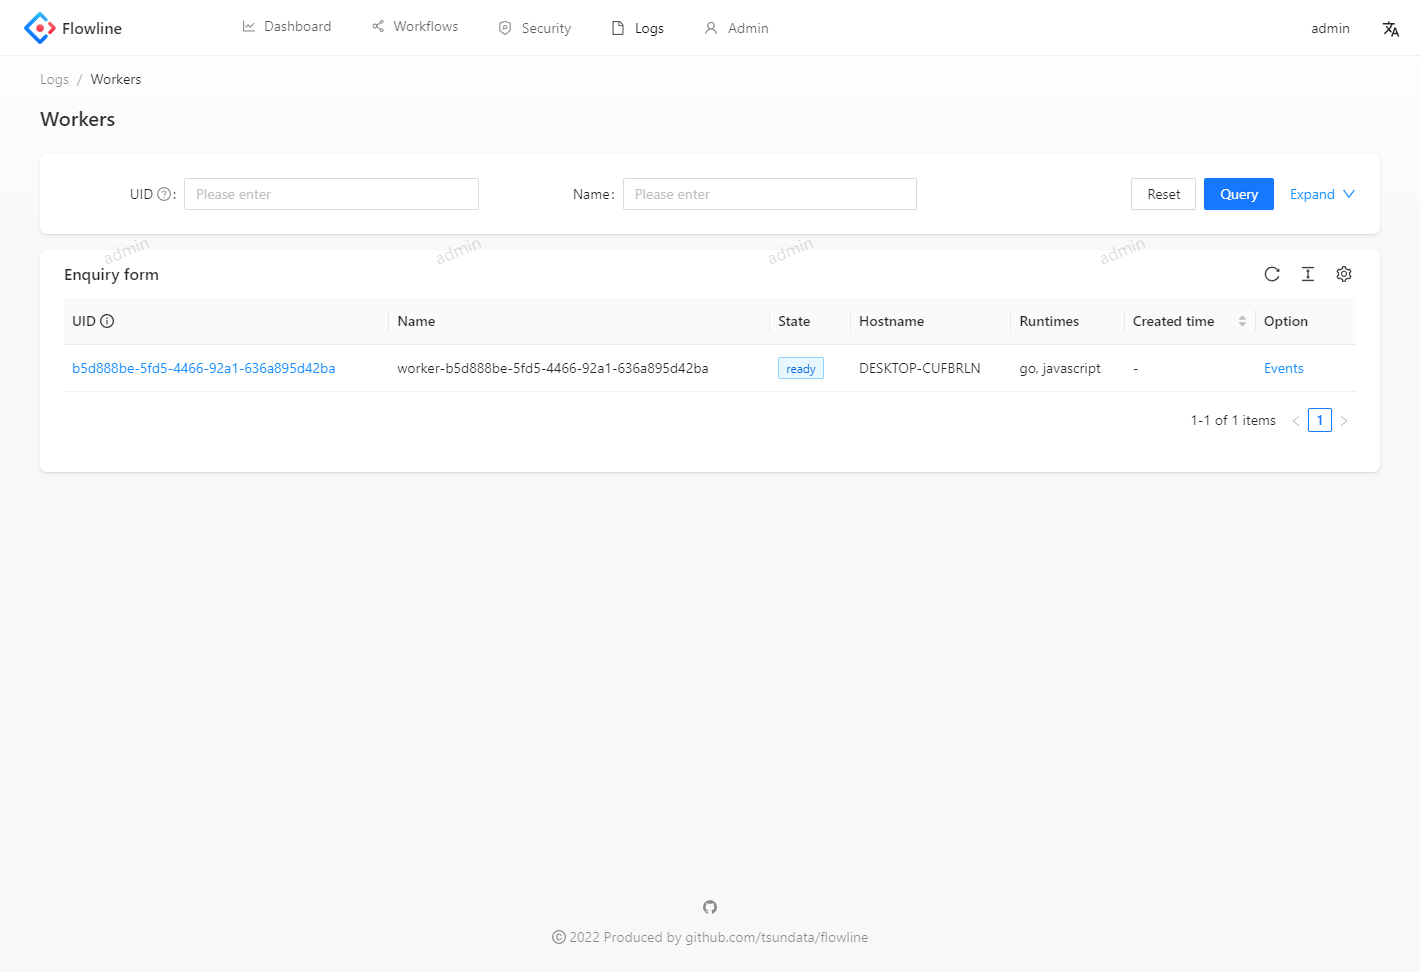 Flowline
Dashboard
Workflows
Security
Logs
Admin
admin
Logs / Workers
Workers
UID : Please enter
Name : Please enter
Reset
Query
Expand
admin admin admin admin
Enquiry form
UID Name State Hostname Runtimes Created time Option
b5d888be-5fd5-4466-92a1-636a895d42ba worker-b5d888be-5fd5-4466-92a1-636a895d42ba ready DESKTOP-CUFBRLN go, javascript - Events
1-1 of 1 items < 1 >
© 2022 Produced by github.com/tsundata/flowline